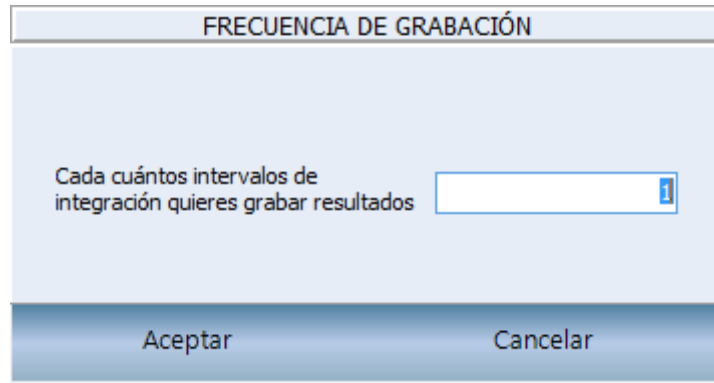 FRECUENCIA DE GRABACIÓN
Cada cuántos intervalos de
integración quieres grabar resultados
1
Aceptar
Cancelar